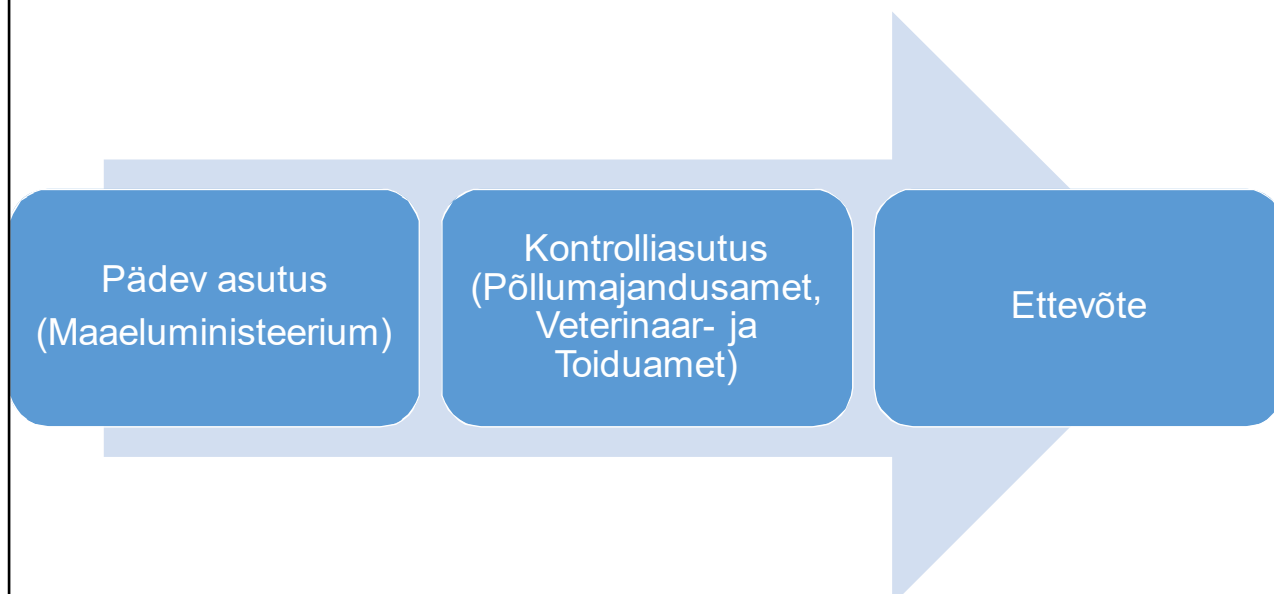 Pädev asutus
(Maaeluministeerium)
Kontrolliasutus
(Põllumajandusamet,
Veterinaar- ja
Toiduamet)
Ettevõte